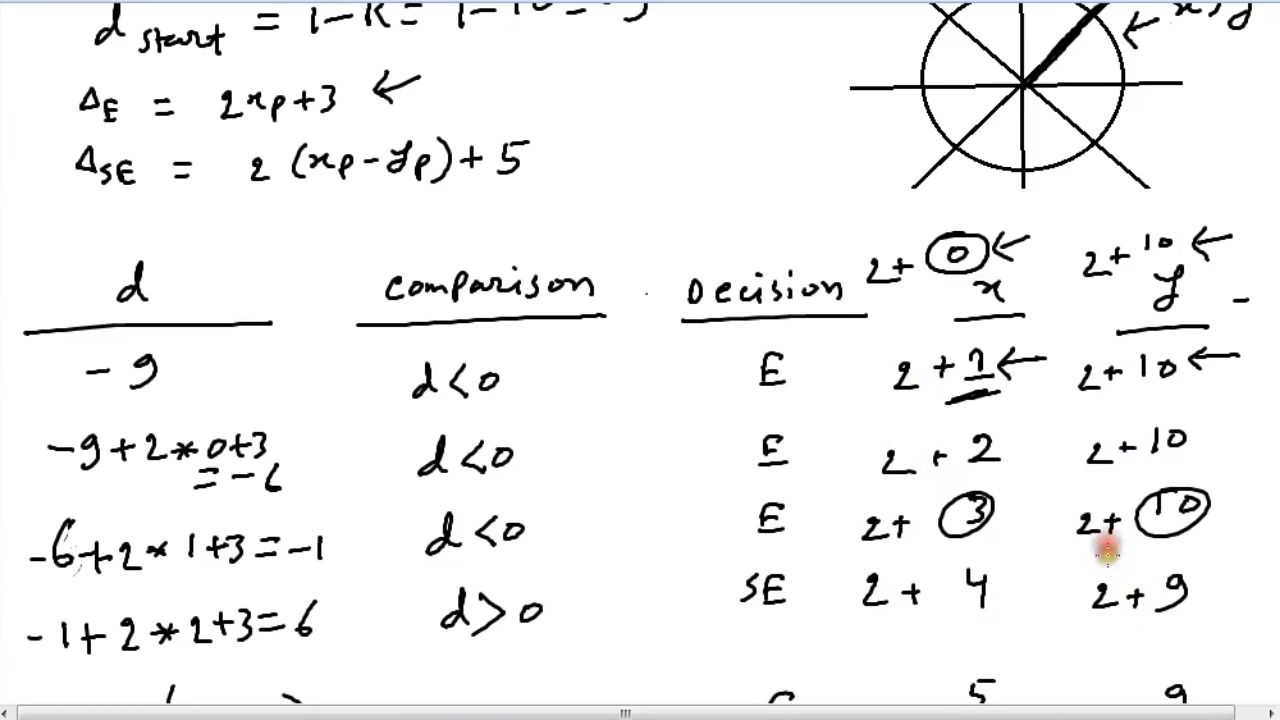 d start = 1-R = 1-10 = -9
x, y
ΔE = 2xp+3 ←
ΔSE = 2 (xp-yp)+5
2+ 0 ← 2+ 10 ←
d comparison Decision x y
-9 d<0 E 2+1 ← 2+10 ←
-9+2*0+3 d<0 E 2+2 2+10
= -6
-6+2*1+3=-1 d<0 E 2+3 2+10
-1+2*2+3=6 d>0 SE 2+4 2+9
5 9